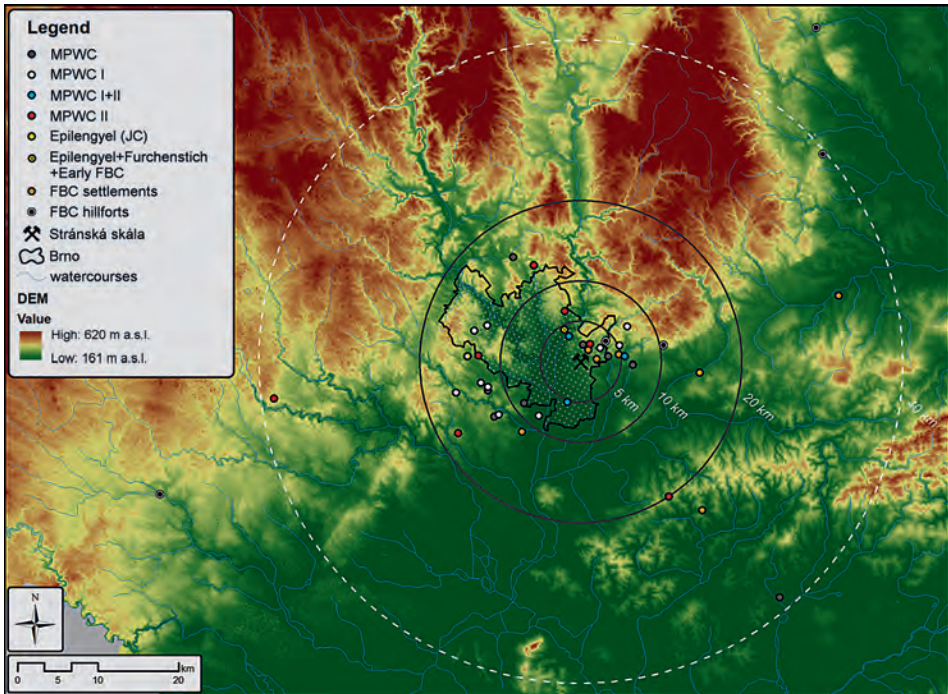 Legend
MPWC
MPWC I
MPWC I+II
MPWC II
Epilengyel (JC)
Epilengyel+Furchenstich
+Early FBC
FBC settlements
FBC hillforts
Stránská skála
Brno
watercourses
DEM
Value
High: 620 m a.s.l.
Low: 161 m a.s.l.
5 km
10 km
20 km
40 km
N
km
0 5 10 20